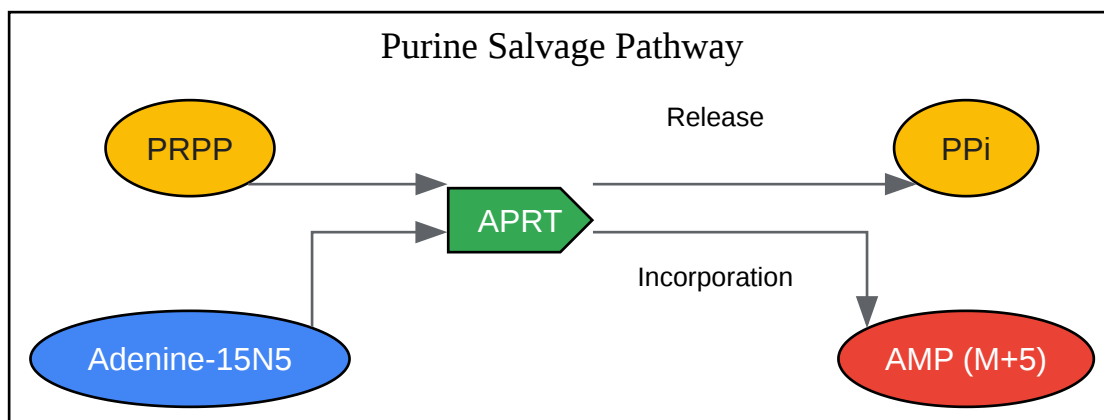 Purine Salvage Pathway
Release
PRPP
PPi
APRT
Incorporation
Adenine-15N5
AMP (M+5)